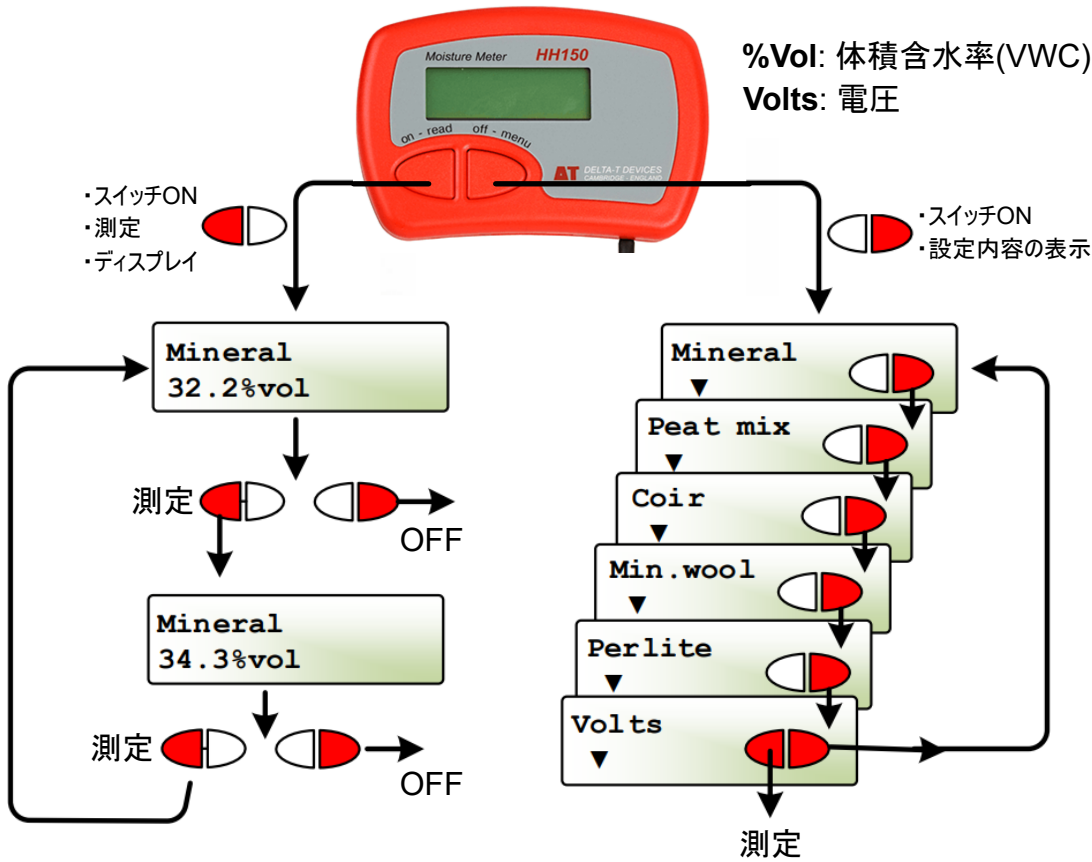 Moisture Meter HH150
on - read off - menu
AT DELTA-T DEVICES
CAMBRIDGE - ENGLAND
%Vol: 体積含水率(VWC)
Volts: 電圧
・スイッチON
・測定
・ディスプレイ
・スイッチON
・設定内容の表示
Mineral
32.2%vol
測定
OFF
Mineral
34.3%vol
測定
OFF
Mineral
▼
Peat mix
▼
Coir
▼
Min.wool
▼
Perlite
▼
Volts
▼
測定